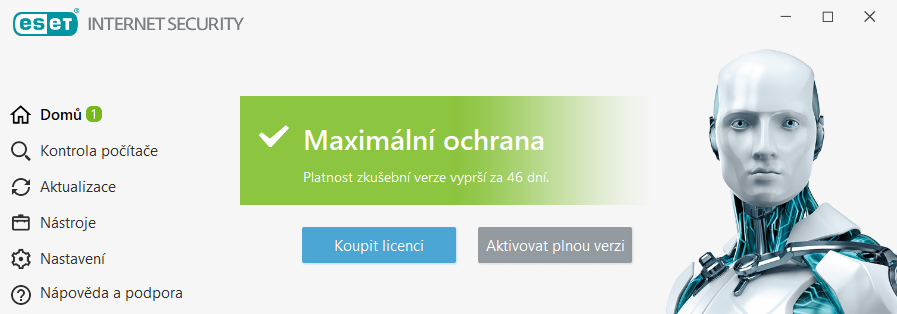 eset® INTERNET SECURITY
Domů 1
Kontrola počítače
Aktualizace
Nástroje
Nastavení
Nápověda a podpora
Maximální ochrana
Platnost zkušební verze vyprší za 46 dní.
Koupit licenci
Aktivovat plnou verzi